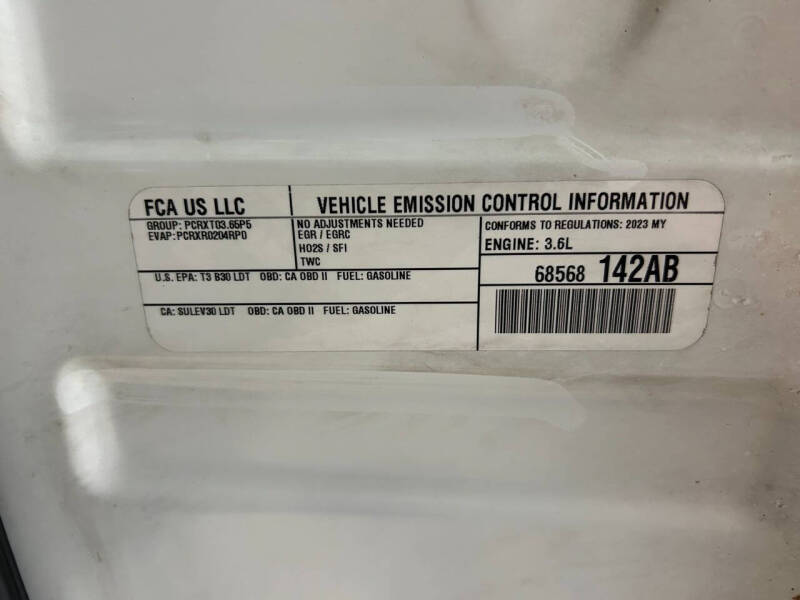 FCA US LLC
VEHICLE EMISSION CONTROL INFORMATION
GROUP: PCRXT03.65P5
EVAP:PCRXR0204RP0
NO ADJUSTMENTS NEEDED
EGR / EGRC
HO2S / SFI
TWC
CONFORMS TO REGULATIONS: 2023 MY
ENGINE: 3.6L
U.S. EPA: T3 B30 LDT OBD: CA OBD II FUEL: GASOLINE
68568 142AB
CA: SULEV30 LDT OBD: CA OBD II FUEL: GASOLINE